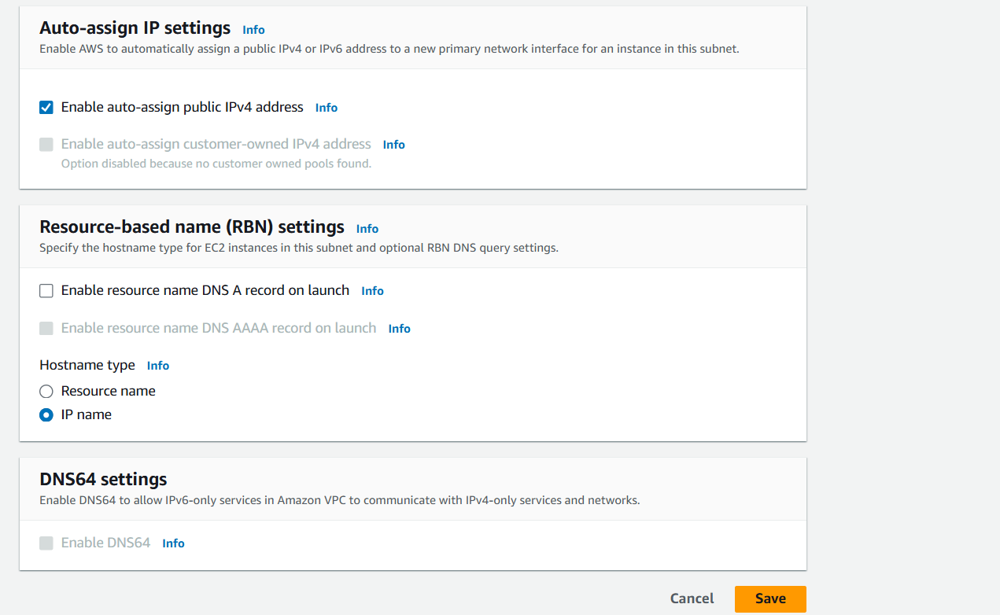 Auto-assign IP settings Info
Enable AWS to automatically assign a public IPv4 or IPv6 address to a new primary network interface for an instance in this subnet.
Enable auto-assign public IPv4 address Info
Enable auto-assign customer-owned IPv4 address Info
Option disabled because no customer owned pools found.
Resource-based name (RBN) settings Info
Specify the hostname type for EC2 instances in this subnet and optional RBN DNS query settings.
Enable resource name DNS A record on launch Info
Enable resource name DNS AAAA record on launch Info
Hostname type Info
Resource name
IP name
DNS64 settings
Enable DNS64 to allow IPv6-only services in Amazon VPC to communicate with IPv4-only services and networks.
Enable DNS64 Info
Cancel Save